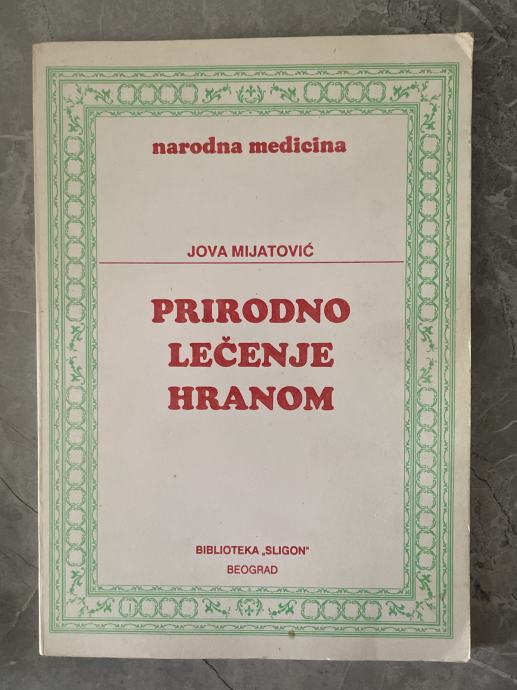 narodna medicina
JOVA MIJATOVIĆ
PRIRODNO
LEČENJE
HRANOM
BIBLIOTEKA „SLIGON"
BEOGRAD